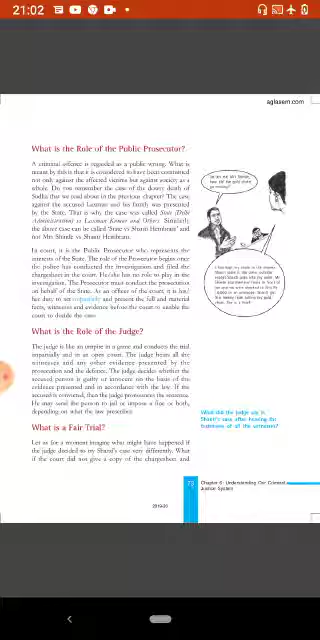 21:02
aglasem.com
What is the Role of the Public Prosecutor?
A criminal offence is regarded as a public wrong. What is
meant by this is that it is considered to have been committed
not only against the affected victims but against society as a
whole. Do you remember the case of the dowry death of
Sudha that we read about in the previous chapter? The case
against the accused Laxman and his family was presented
by the State. That is why the case was called State (Delhi
Administration) vs Laxman Kumar and Others. Similarly,
the above case can be called 'State vs Shanti Hembram' and
not Mrs Shinde vs Shanti Hembram.
In court, it is the Public Prosecutor who represents the
interests of the State. The role of the Prosecutor begins once
the police has conducted the investigation and filed the
chargesheet in the court. He/she has no role to play in the
investigation. The Prosecutor must conduct the prosecution
on behalf of the State. As an officer of the court, it is his/
her duty to act impartially and present the full and material
facts, witnesses and evidence before the court to enable the
court to decide the case.
What is the Role of the Judge?
The judge is like an umpire in a game and conducts the trial
impartially and in open court. The judge hears all the
witnesses and any other evidence presented by the
prosecution and the defence. The judge decides whether the
accused person is guilty or innocent on the basis of the
evidence presented and in accordance with the law. If the
accused is convicted, then the judge pronounces the sentence.
He may send the person to jail or impose a fine or both,
depending on what the law prescribes.
What is a Fair Trial?
Let us for a moment imagine what might have happened if
the judge decided to try Shanti's case very differently. What
if the court did not give a copy of the chargesheet and
What did the judge say in
Shanti's case after hearing the
testimony of all the witnesses?
73
Chapter 6: Understanding Our Criminal
Justice System
2019-20